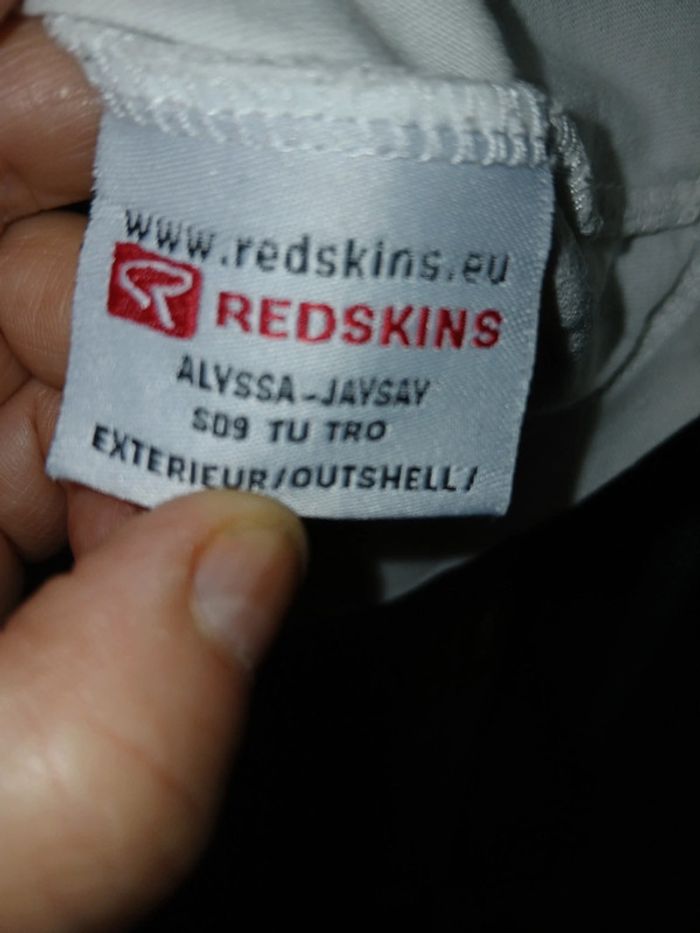 www.redskins.eu
REDSKINS
ALYSSA-JAYSAY
S09 TU TRO
EXTERIEUR/OUTSHELL/